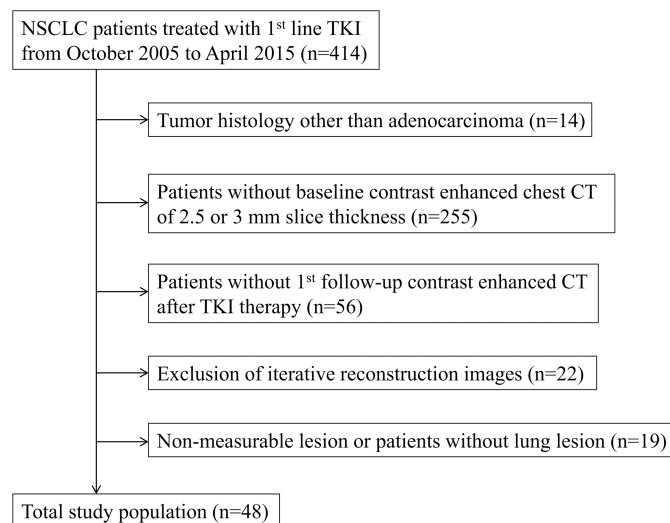 NSCLC patients treated with 1st line TKI
from October 2005 to April 2015 (n=414)
Tumor histology other than adenocarcinoma (n=14)
Patients without baseline contrast enhanced chest CT
of 2.5 or 3 mm slice thickness (n=255)
Patients without 1st follow-up contrast enhanced CT
after TKI therapy (n=56)
Exclusion of iterative reconstruction images (n=22)
Non-measurable lesion or patients without lung lesion (n=19)
Total study population (n=48)